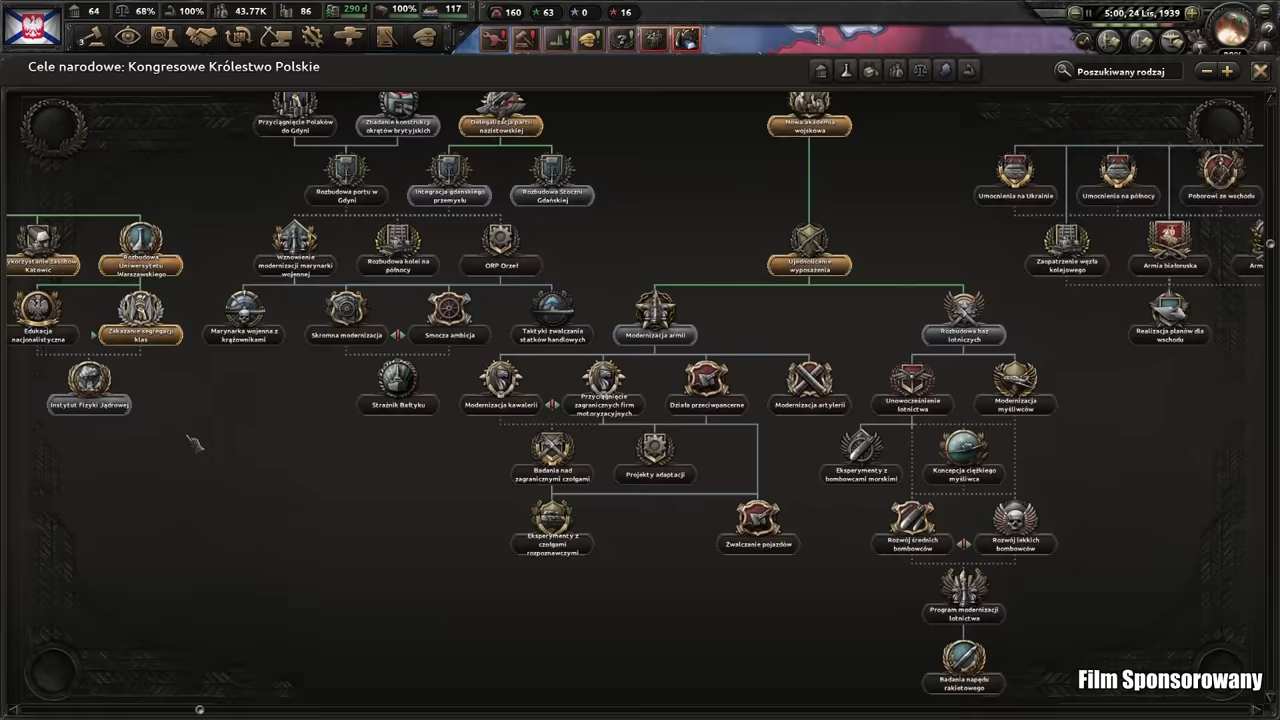 64 68% 100% 43.77K 86 290 d 100% 117 160 63 0 16 5:00, 24 Lis, 1939
3
Cele narodowe: Kongresowe Królestwo Polskie
Poszukiwany rodzaj
Przyciągnięcie Polaków
do Gdyni
Zbadanie konstrukcji
okrętów brytyjskich
Delegalizacja partii
nazistowskiej
Nowa akademia
wojskowa
Rozbudowa portu w
Gdyni
Integracja gdańskiego
przemysłu
Rozbudowa Stoczni
Gdańskiej
Umocnienia na Ukrainie
Umocnienia na północy
Poborowi ze wschodu
Katowic
Rozbudowa
Uniwersytetu
Warszawskiego
Wznowienie
modernizacji marynarki
wojennej
Rozbudowa kolei na
północy
ORP Orzeł
Ujednolicenie
wyposażenia
Zaopatrzenie węzła
kolejowego
Armia białoruska
Edukacja
nacjonalistyczna
Zakazanie segregacji
klas
Marynarka wojenna z
krążownikami
Skromna modernizacja
Smocza ambicja
Taktyki zwalczania
statków handlowych
Modernizacja armii
Rozbudowa baz
lotniczych
Realizacja planów dla
wschodu
Instytut Fizyki Jądrowej
Strażnik Bałtyku
Modernizacja kawalerii
Przyciągnięcie
zagranicznych firm
motoryzacyjnych
Działa przeciwpancerne
Modernizacja artylerii
Unowocześnienie
lotnictwa
Modernizacja
myśliwców
Badania nad
zagranicznymi czołgami
Projekty adaptacji
Eksperymenty z
bombowcami morskimi
Koncepcja ciężkiego
myśliwca
Eksperymenty z
czołgami
rozpoznawczymi
Zwalczanie pojazdów
Rozwój średnich
bombowców
Rozwój lekkich
bombowców
Program modernizacji
lotnictwa
Badania napędu
rakietowego
Film Sponsorowany